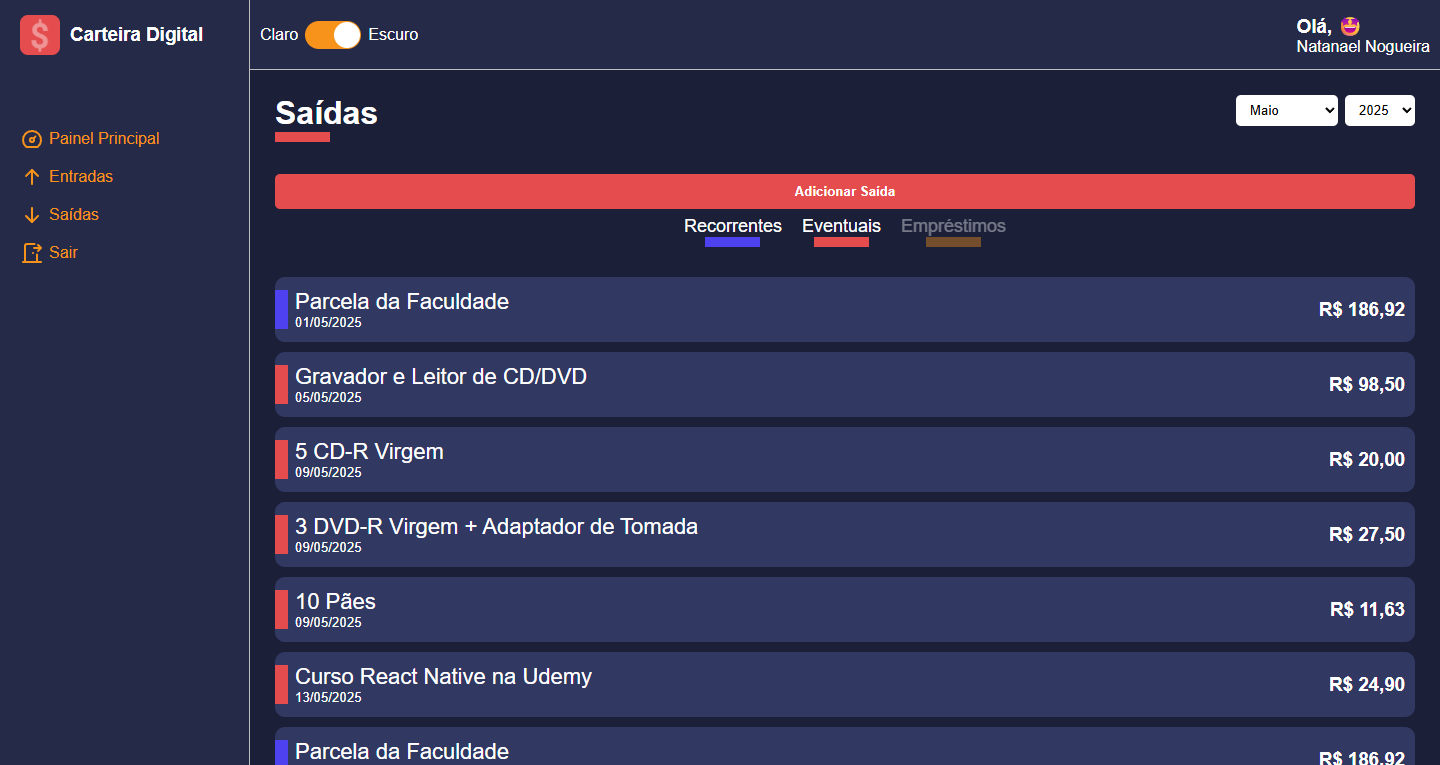 Carteira Digital
Claro Escuro
Olá, 🤩
Natanael Nogueira
Painel Principal
Entradas
Saídas
Sair
Saídas
Maio 2025
Adicionar Saída
Recorrentes Eventuais Empréstimos
Parcela da Faculdade
01/05/2025
R$ 186,92
Gravador e Leitor de CD/DVD
05/05/2025
R$ 98,50
5 CD-R Virgem
09/05/2025
R$ 20,00
3 DVD-R Virgem + Adaptador de Tomada
09/05/2025
R$ 27,50
10 Pães
09/05/2025
R$ 11,63
Curso React Native na Udemy
13/05/2025
R$ 24,90
Parcela da Faculdade
R$ 186,92